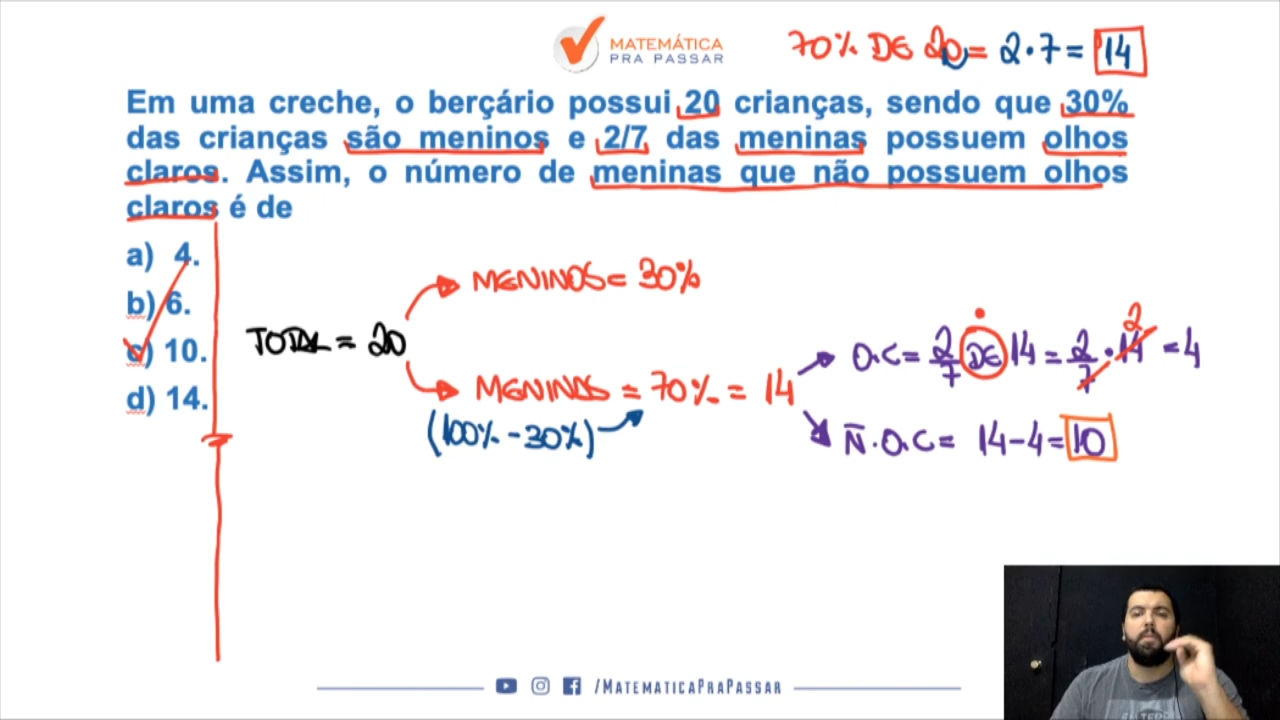 MATEMÁTICA
PRA PASSAR
70% DE 20 = 2 • 7 = 14
Em uma creche, o berçário possui 20 crianças, sendo que 30%
das crianças são meninos e 2/7 das meninas possuem olhos
claros. Assim, o número de meninas que não possuem olhos
claros é de
a) 4.
b) 6.
c) 10.
d) 14.
TOTAL = 20
MENINOS = 30%
MENINOS = 70% = 14
(100% - 30%)
O.C = 2/7 DE 14 = 2/7 • 14 = 4
2
Ñ.O.C = 14 - 4 = 10
/MATEMATICAPRAPASSAR